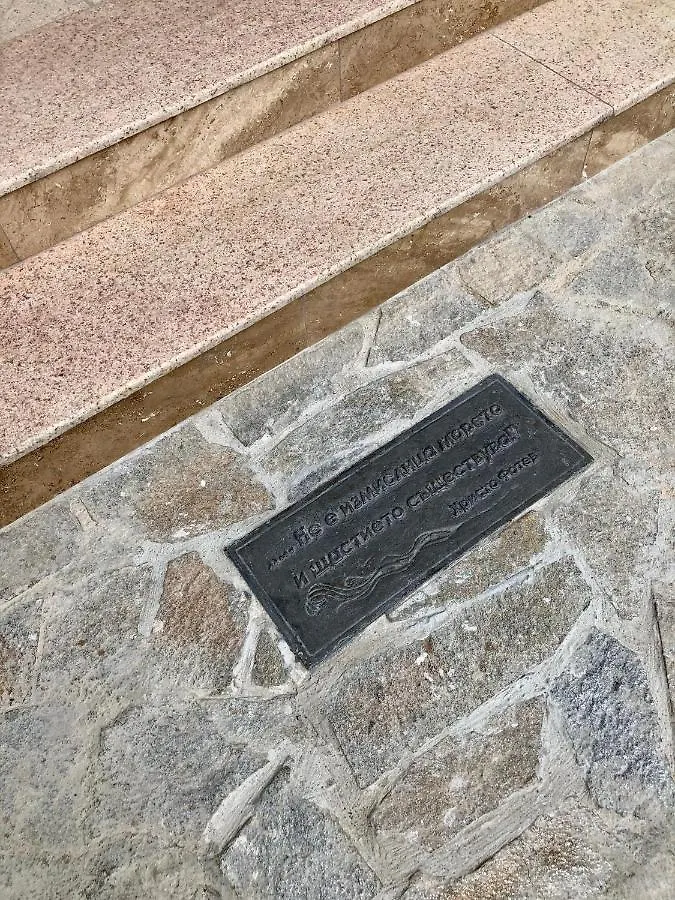 „... Не е измислица морето
и щастието съществува“
Христо Фотев